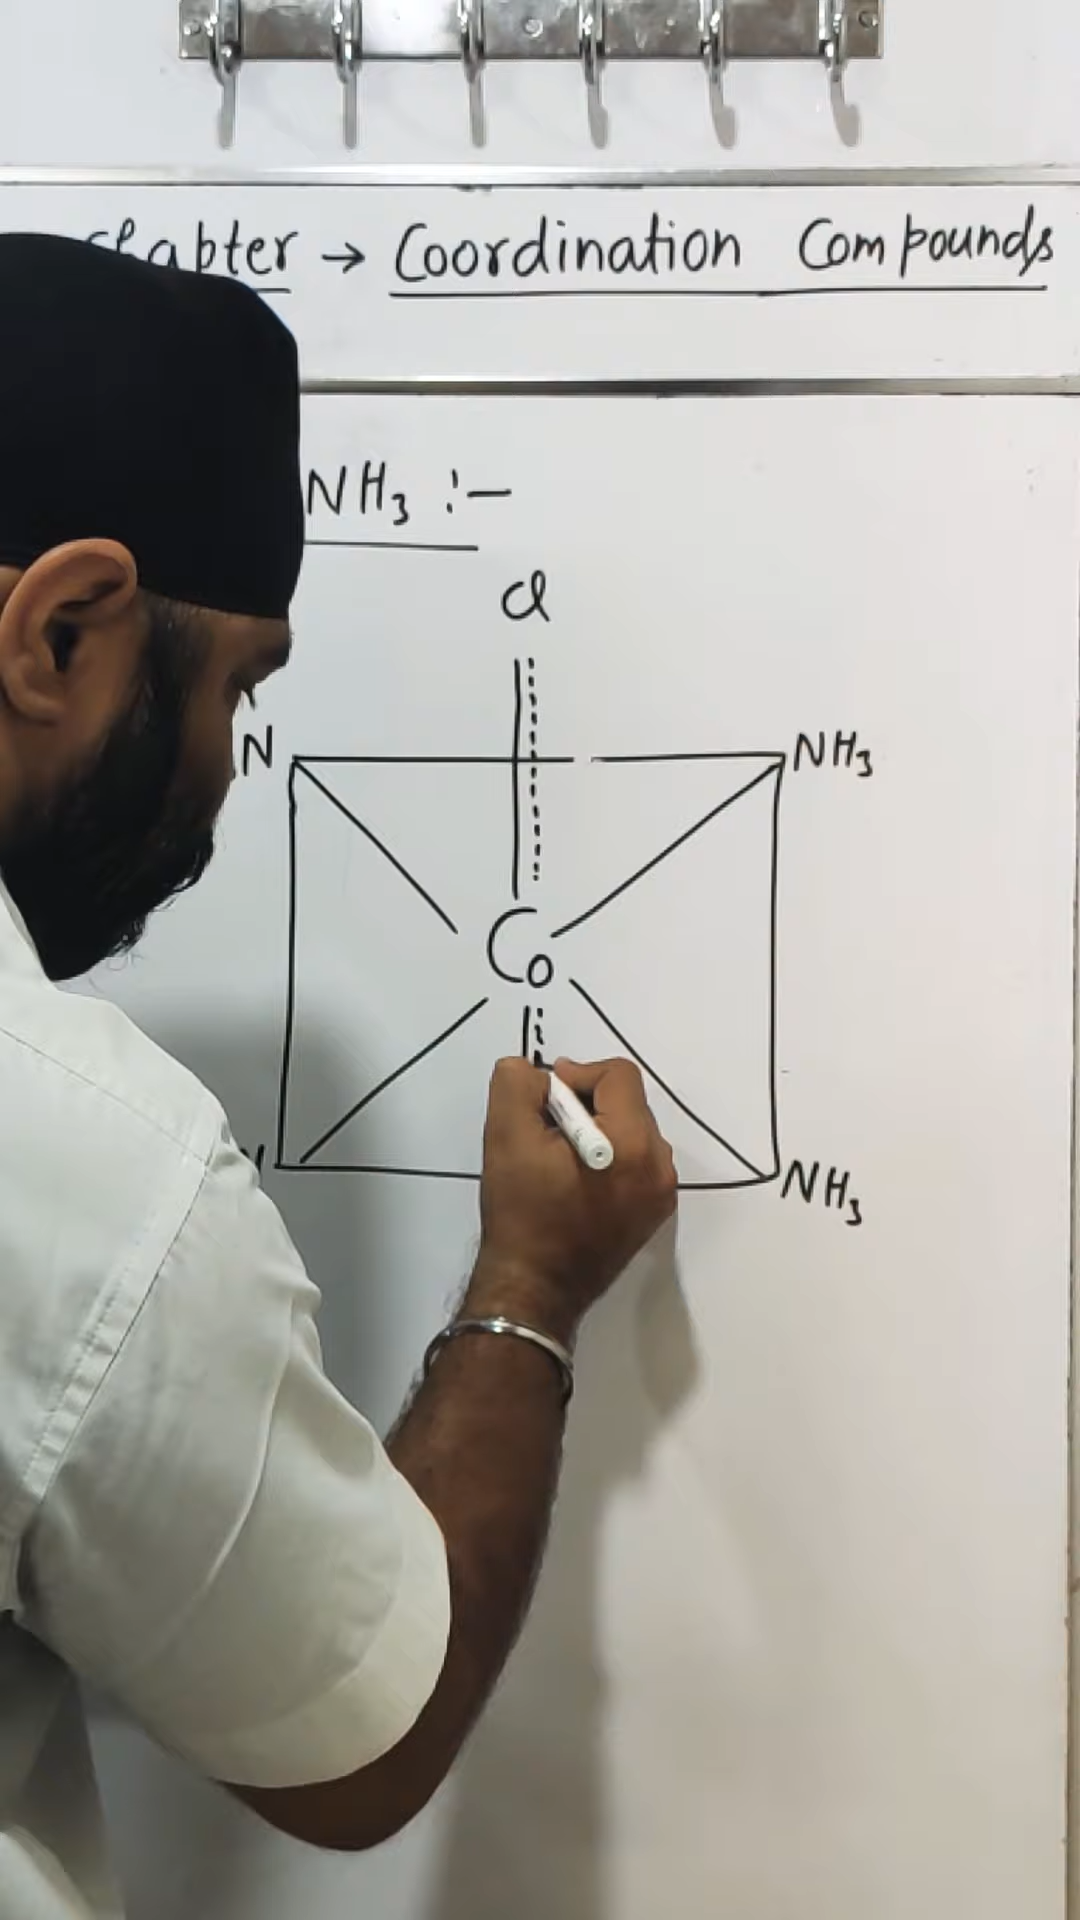 Chapter → Coordination Compounds
NH₃ :-
Cl
N NH₃
Co
NH₃